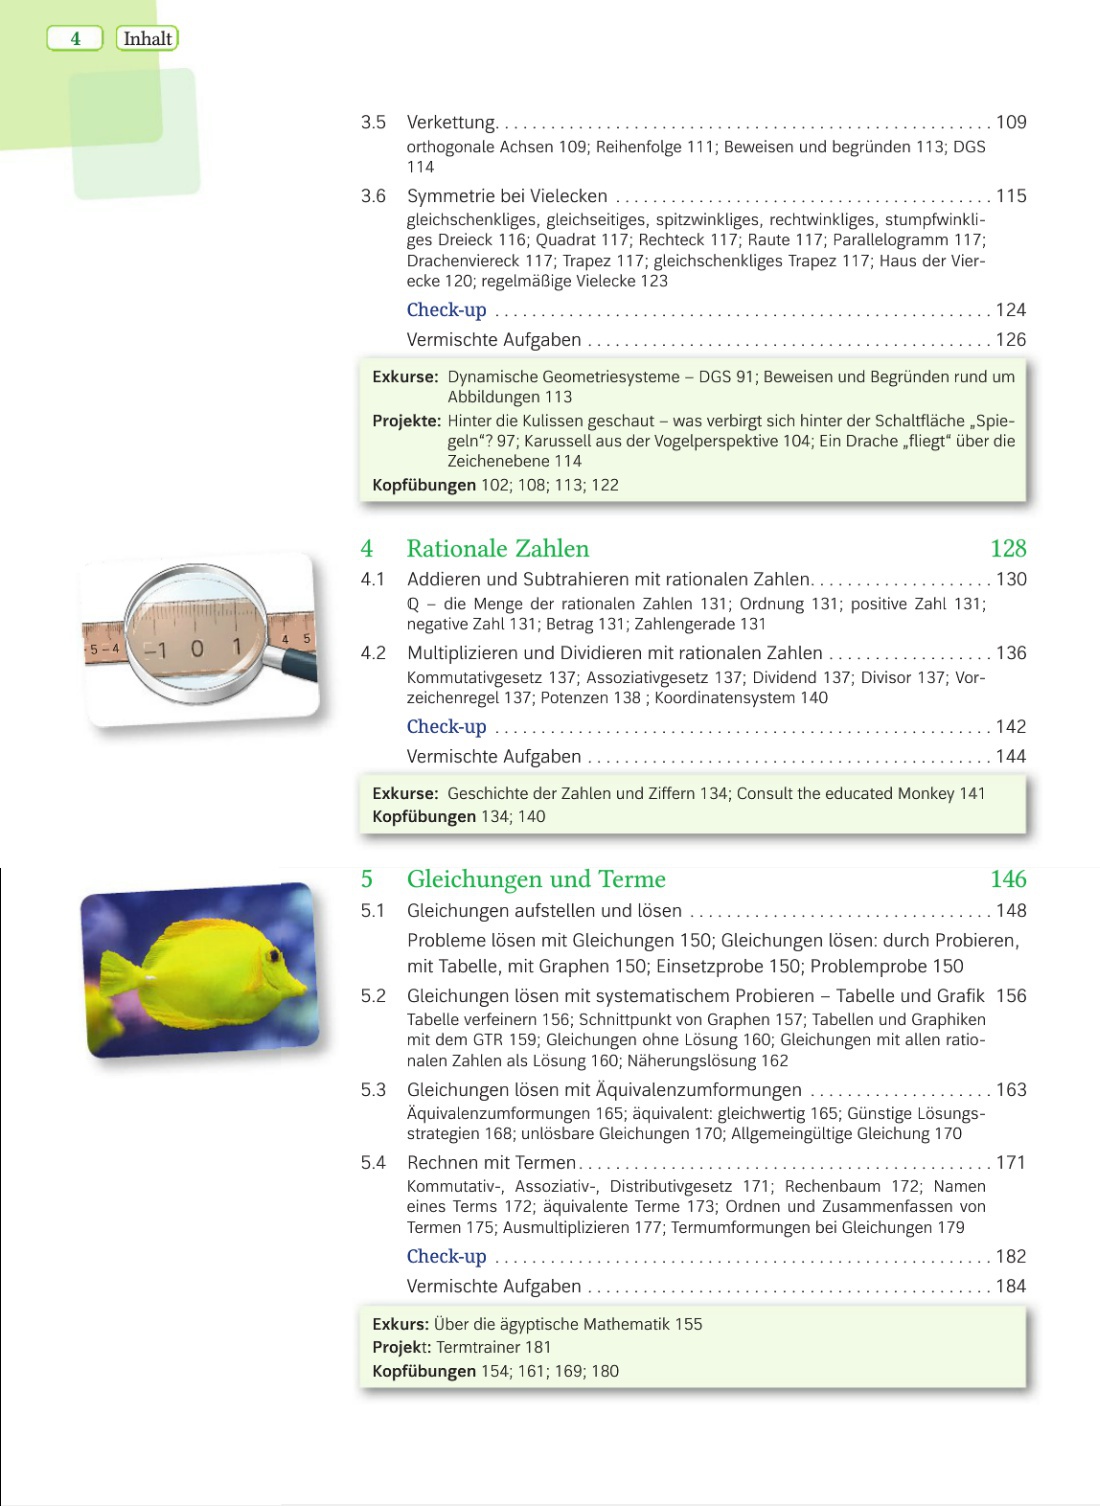 4 Inhalt
3.5 Verkettung. . . . . . . . . . . . . . . . . . . . . . . . . . . . . . . . . . . . . . . . . . . . . . . . . . . . . 109
orthogonale Achsen 109; Reihenfolge 111; Beweisen und begründen 113; DGS
114
3.6 Symmetrie bei Vielecken . . . . . . . . . . . . . . . . . . . . . . . . . . . . . . . . . . . . . . . . 115
gleichschenkliges, gleichseitiges, spitzwinkliges, rechtwinkliges, stumpfwinkli-
ges Dreieck 116; Quadrat 117; Rechteck 117; Raute 117; Parallelogramm 117;
Drachenviereck 117; Trapez 117; gleichschenkliges Trapez 117; Haus der Vier-
ecke 120; regelmäßige Vielecke 123
Check-up . . . . . . . . . . . . . . . . . . . . . . . . . . . . . . . . . . . . . . . . . . . . . . . . . . . . . 124
Vermischte Aufgaben . . . . . . . . . . . . . . . . . . . . . . . . . . . . . . . . . . . . . . . . . . . 126
Exkurse: Dynamische Geometriesysteme – DGS 91; Beweisen und Begründen rund um
Abbildungen 113
Projekte: Hinter die Kulissen geschaut – was verbirgt sich hinter der Schaltfläche „Spie-
geln“? 97; Karussell aus der Vogelperspektive 104; Ein Drache „fliegt“ über die
Zeichenebene 114
Kopfübungen 102; 108; 113; 122
4 Rationale Zahlen 128
4.1 Addieren und Subtrahieren mit rationalen Zahlen. . . . . . . . . . . . . . . . . . . . 130
ℚ – die Menge der rationalen Zahlen 131; Ordnung 131; positive Zahl 131;
negative Zahl 131; Betrag 131; Zahlengerade 131
-5 -4 -1 0 1 4 5
4.2 Multiplizieren und Dividieren mit rationalen Zahlen . . . . . . . . . . . . . . . . . . 136
Kommutativgesetz 137; Assoziativgesetz 137; Dividend 137; Divisor 137; Vor-
zeichenregel 137; Potenzen 138 ; Koordinatensystem 140
Check-up . . . . . . . . . . . . . . . . . . . . . . . . . . . . . . . . . . . . . . . . . . . . . . . . . . . . . 142
Vermischte Aufgaben . . . . . . . . . . . . . . . . . . . . . . . . . . . . . . . . . . . . . . . . . . . 144
Exkurse: Geschichte der Zahlen und Ziffern 134; Consult the educated Monkey 141
Kopfübungen 134; 140
5 Gleichungen und Terme 146
5.1 Gleichungen aufstellen und lösen . . . . . . . . . . . . . . . . . . . . . . . . . . . . . . . . 148
Probleme lösen mit Gleichungen 150; Gleichungen lösen: durch Probieren,
mit Tabelle, mit Graphen 150; Einsetzprobe 150; Problemprobe 150
5.2 Gleichungen lösen mit systematischem Probieren – Tabelle und Grafik 156
Tabelle verfeinern 156; Schnittpunkt von Graphen 157; Tabellen und Graphiken
mit dem GTR 159; Gleichungen ohne Lösung 160; Gleichungen mit allen ratio-
nalen Zahlen als Lösung 160; Näherungslösung 162
5.3 Gleichungen lösen mit Äquivalenzumformungen . . . . . . . . . . . . . . . . . . . . 163
Äquivalenzumformungen 165; äquivalent: gleichwertig 165; Günstige Lösungs-
strategien 168; unlösbare Gleichungen 170; Allgemeingültige Gleichung 170
5.4 Rechnen mit Termen. . . . . . . . . . . . . . . . . . . . . . . . . . . . . . . . . . . . . . . . . . . . 171
Kommutativ-, Assoziativ-, Distributivgesetz 171; Rechenbaum 172; Namen
eines Terms 172; äquivalente Terme 173; Ordnen und Zusammenfassen von
Termen 175; Ausmultiplizieren 177; Termumformungen bei Gleichungen 179
Check-up . . . . . . . . . . . . . . . . . . . . . . . . . . . . . . . . . . . . . . . . . . . . . . . . . . . . . 182
Vermischte Aufgaben . . . . . . . . . . . . . . . . . . . . . . . . . . . . . . . . . . . . . . . . . . . 184
Exkurs: Über die ägyptische Mathematik 155
Projekt: Termtrainer 181
Kopfübungen 154; 161; 169; 180